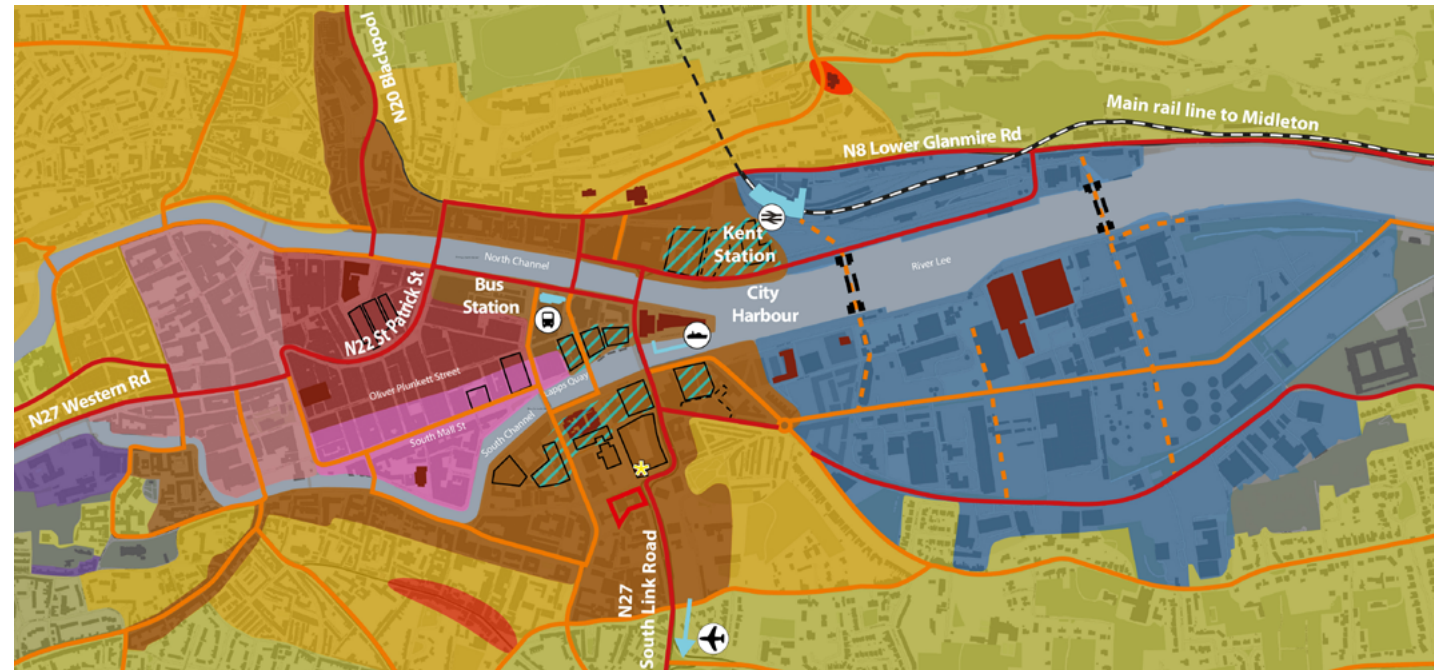 N20 Blackpool
Main rail line to Midleton
N8 Lower Glanmire Rd
Kent
Station
North Channel
River Lee
Bus
Station
City
Harbour
N22 St Patrick St
Oliver Plunkett Street
Lapps Quay
N27 Western Rd
South Mall St
South Channel
N27
South Link Road